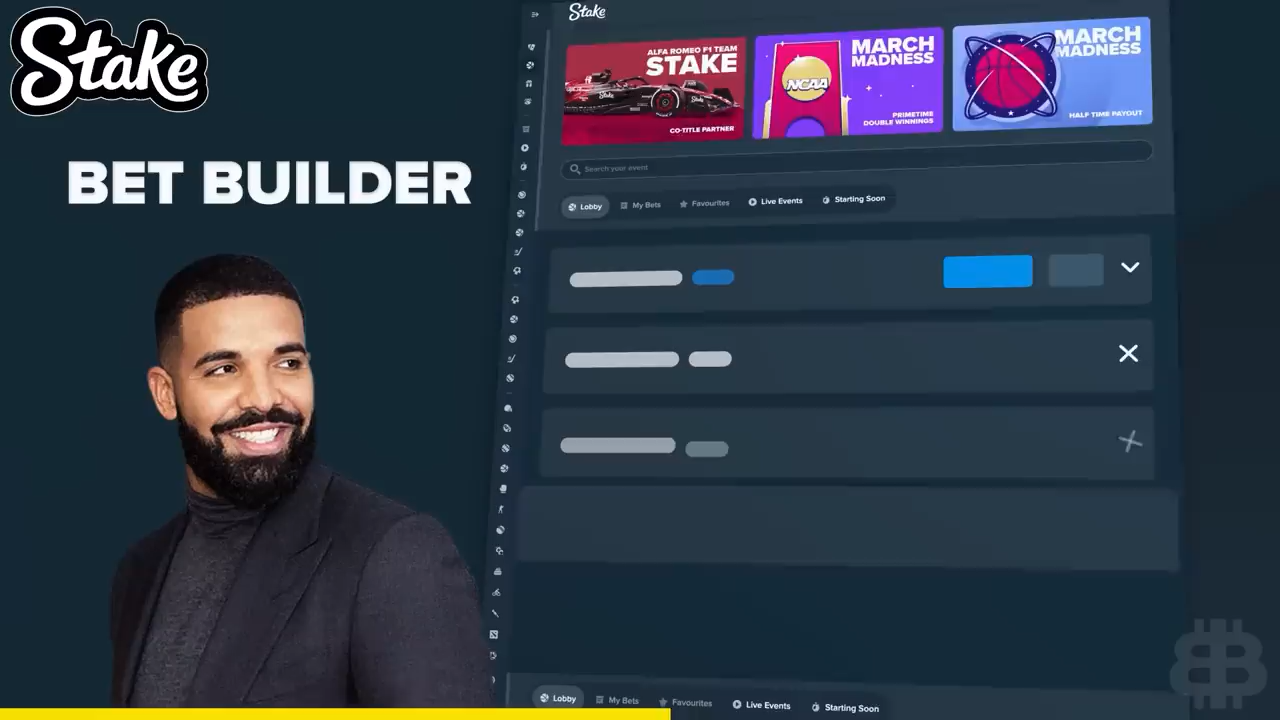 Stake
BET BUILDER
Stake
ALFA ROMEO F1 TEAM
STAKE
CO-TITLE PARTNER
Stake
NCAA
MARCH
MADNESS
PRIMETIME
DOUBLE WINNINGS
MARCH
MADNESS
HALF TIME PAYOUT
Search your event
Lobby
My Bets
Favourites
Live Events
Starting Soon
Lobby
My Bets
Favourites
Live Events
Starting Soon